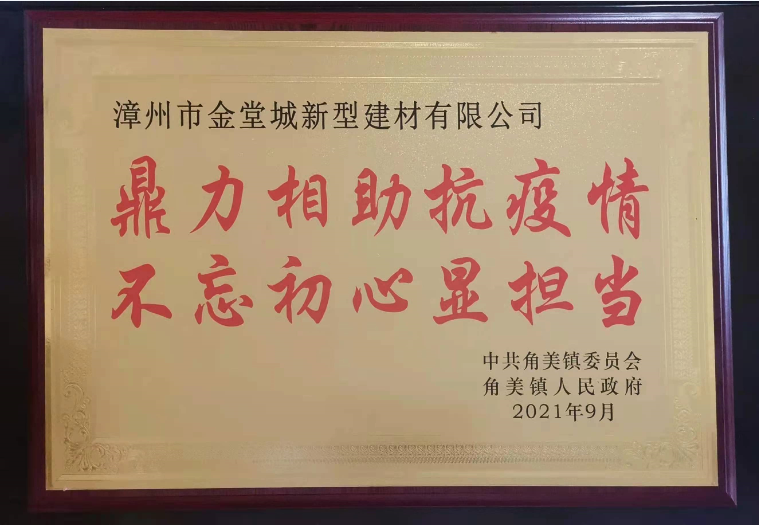 漳州市金堂城新型建材有限公司
鼎力相助抗疫情
不忘初心显担当
中共角美镇委员会
角美镇人民政府
2021年9月